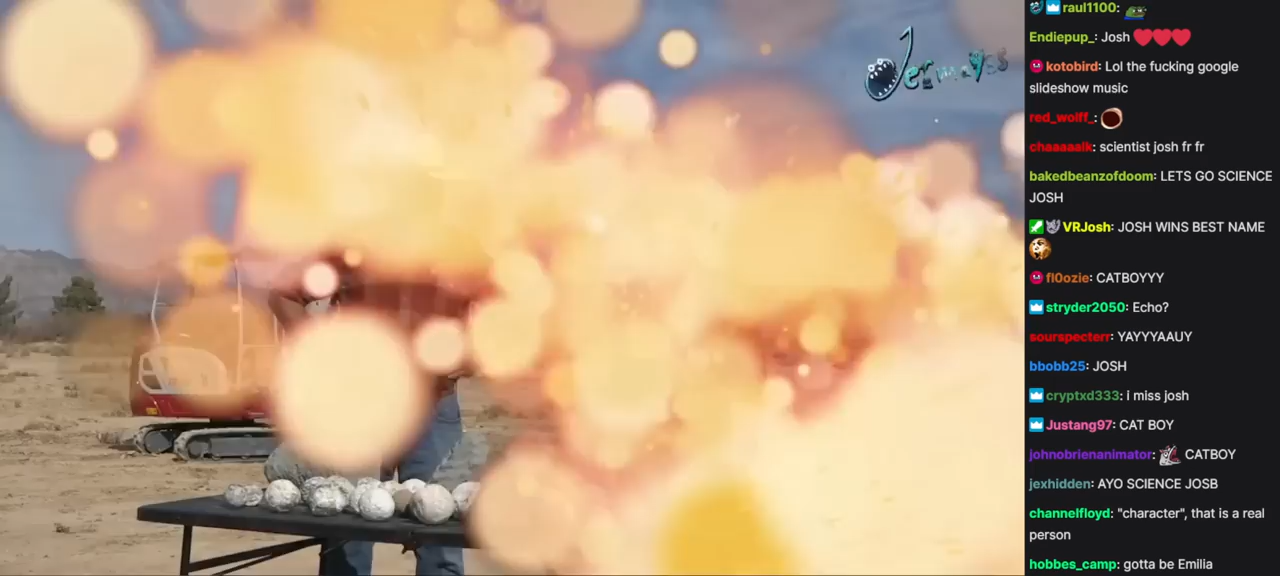 Jerma985
raul1100:
Endiepup_: Josh
kotobird: Lol the fucking google
slideshow music
red_wolff_:
chaaaaalk: scientist josh fr fr
bakedbeanzofdoom: LETS GO SCIENCE
JOSH
VRJosh: JOSH WINS BEST NAME
fl0ozie: CATBOYYY
stryder2050: Echo?
sourspecterr: YAYYYAAUY
bbobb25: JOSH
cryptxd333: i miss josh
Justang97: CAT BOY
johnobrienanimator: CATBOY
jexhidden: AYO SCIENCE JOSB
channelfloyd: "character", that is a real
person
hobbes_camp: gotta be Emilia